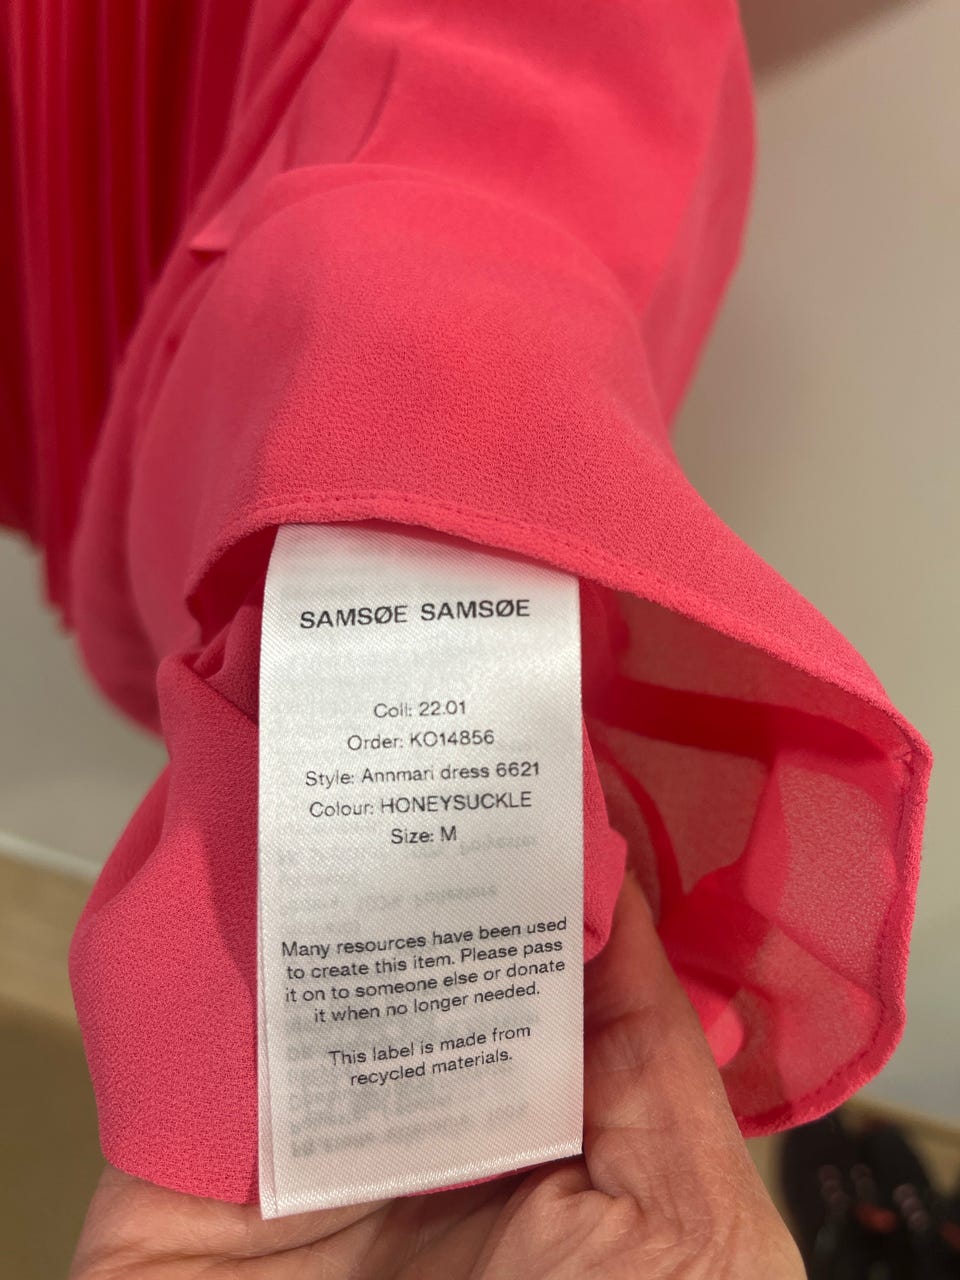 SAMSØE SAMSØE
Coll: 22.01
Order: KO14856
Style: Annmari dress 6621
Colour: HONEYSUCKLE
Size: M
Many resources have been used
to create this item. Please pass
it on to someone else or donate
it when no longer needed.
This label is made from
recycled materials.